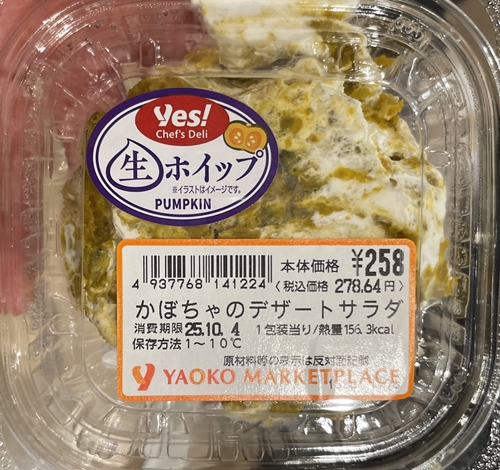 Yes!
Chef's Deli
生ホイップ
※イラストはイメージです。
PUMPKIN
本体価格 ¥258
4 937768 141224 〈税込価格 278.64円〉
かぼちゃのデザートサラダ
消費期限 25.10. 4 1包装当り/熱量156.3kcal
保存方法 1～10℃
原材料等の表示は反対面記載
YAOKO MARKETPLACE